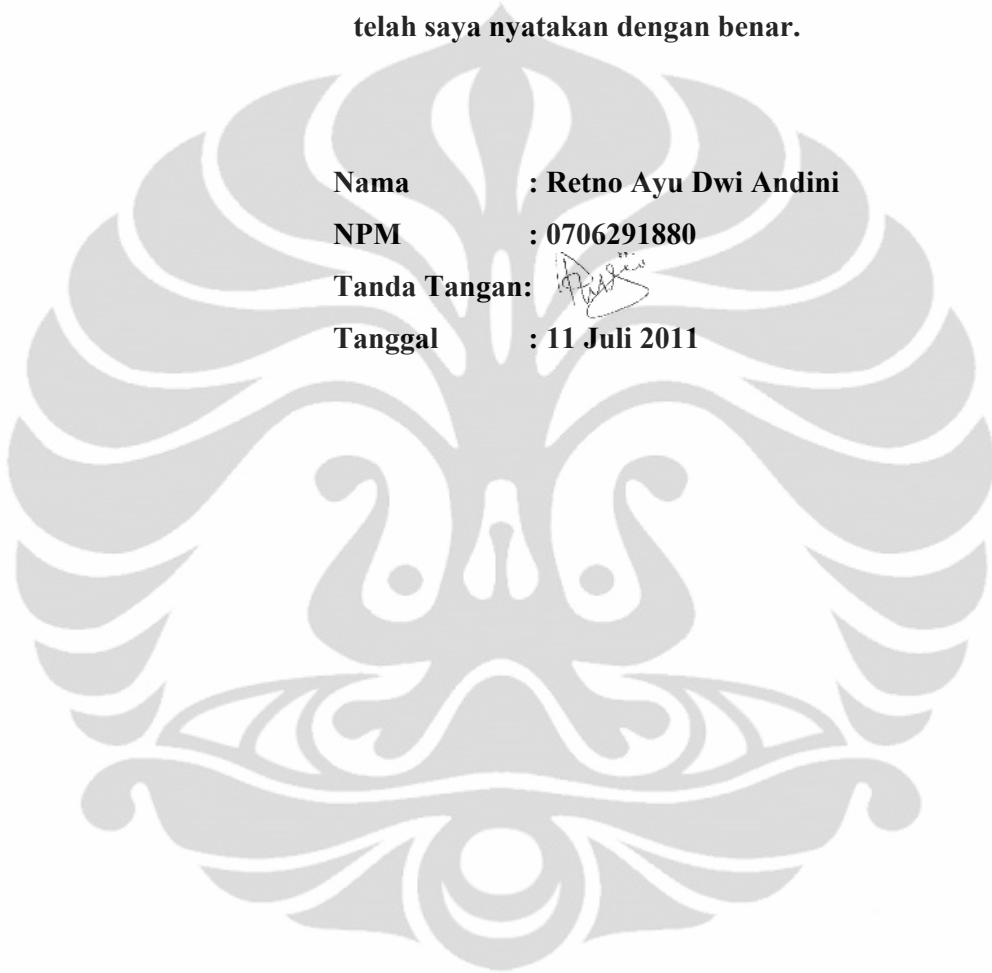 telah saya nyatakan dengan benar.
Nama : Retno Ayu Dwi Andini
NPM : 0706291880
Tanda Tangan:
Tanggal : 11 Juli 2011